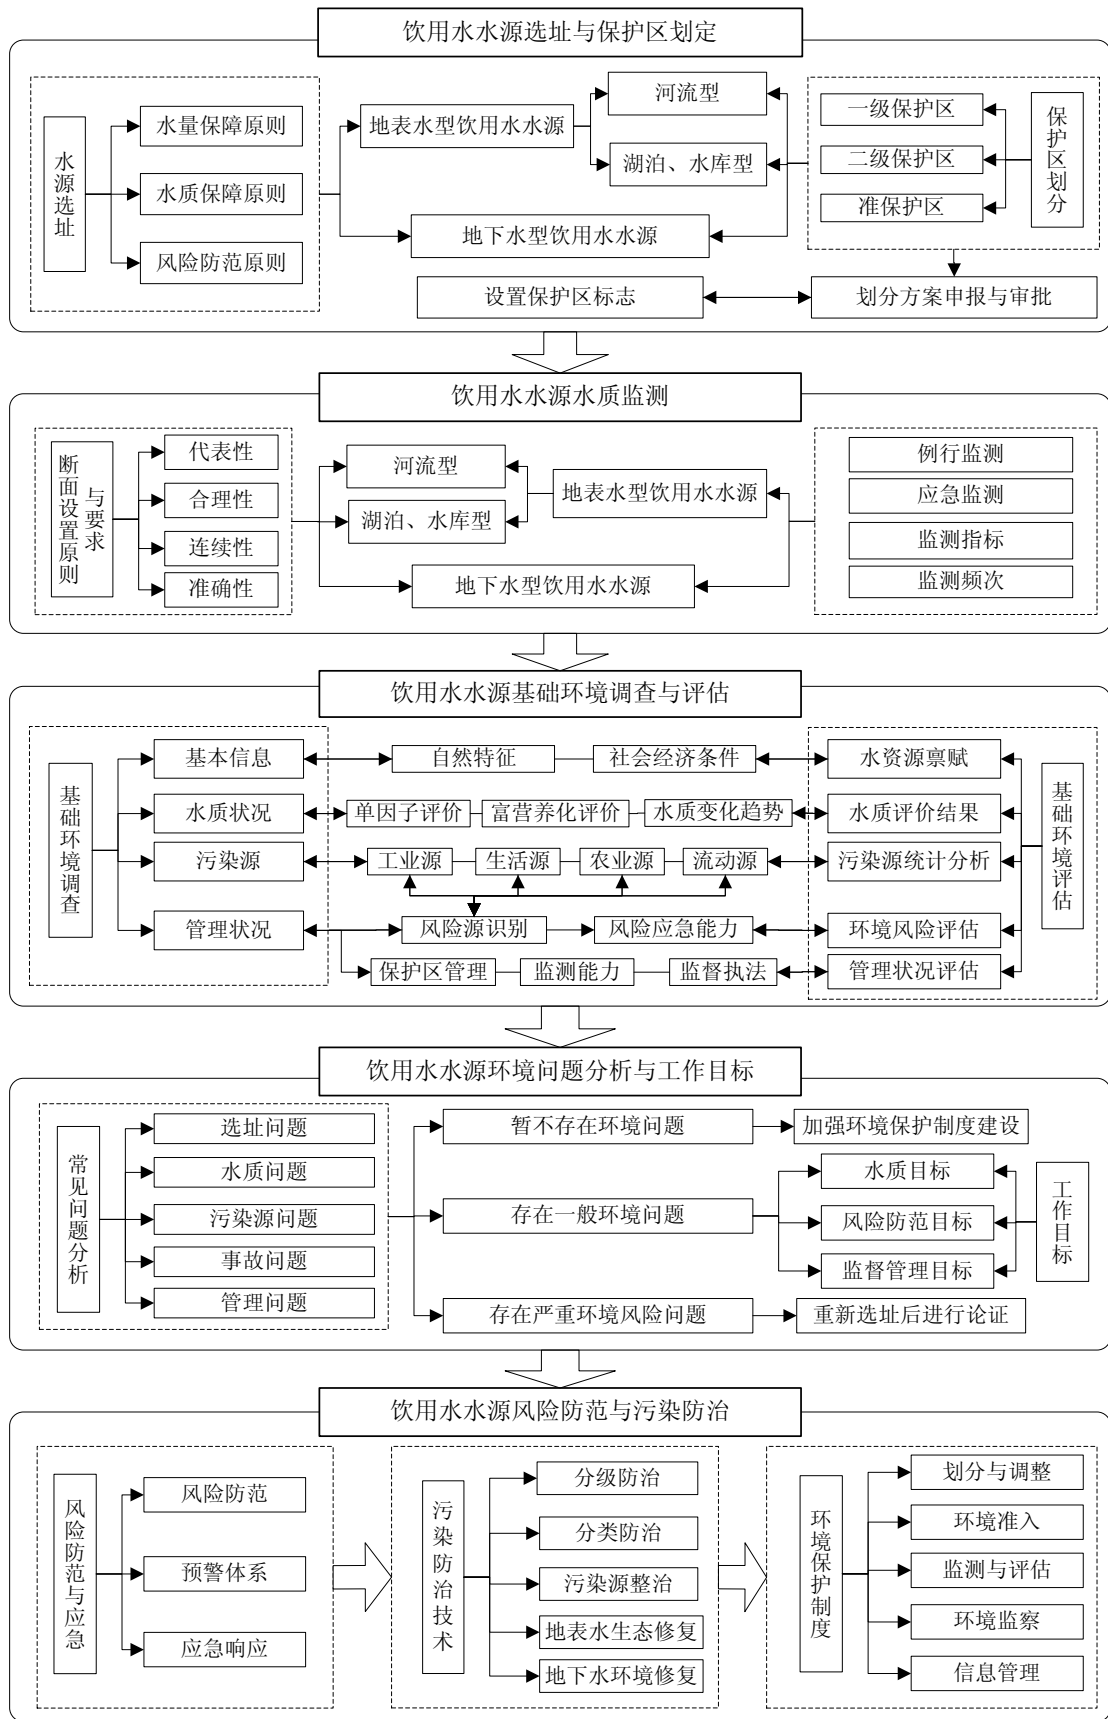 饮用水水源选址与保护区划定
水源选址
水量保障原则
水质保障原则
风险防范原则
地表水型饮用水水源
河流型
湖泊、水库型
地下水型饮用水水源
一级保护区
二级保护区
准保护区
保护区划分
设置保护区标志
划分方案申报与审批
饮用水水源水质监测
断面设置原则
与要求
代表性
合理性
连续性
准确性
河流型
湖泊、水库型
地表水型饮用水水源
地下水型饮用水水源
例行监测
应急监测
监测指标
监测频次
饮用水水源基础环境调查与评估
基础环境调查
基本信息
自然特征
社会经济条件
水资源禀赋
水质状况
单因子评价
富营养化评价
水质变化趋势
水质评价结果
污染源
工业源
生活源
农业源
流动源
污染源统计分析
管理状况
风险源识别
风险应急能力
环境风险评估
保护区管理
监测能力
监督执法
管理状况评估
基础环境评估
饮用水水源环境问题分析与工作目标
常见问题分析
选址问题
水质问题
污染源问题
事故问题
管理问题
暂不存在环境问题
加强环境保护制度建设
存在一般环境问题
水质目标
风险防范目标
监督管理目标
工作目标
存在严重环境风险问题
重新选址后进行论证
饮用水水源风险防范与污染防治
风险防范与应急
风险防范
预警体系
应急响应
污染防治技术
分级防治
分类防治
污染源整治
地表水生态修复
地下水环境修复
环境保护制度
划分与调整
环境准入
监测与评估
环境监察
信息管理